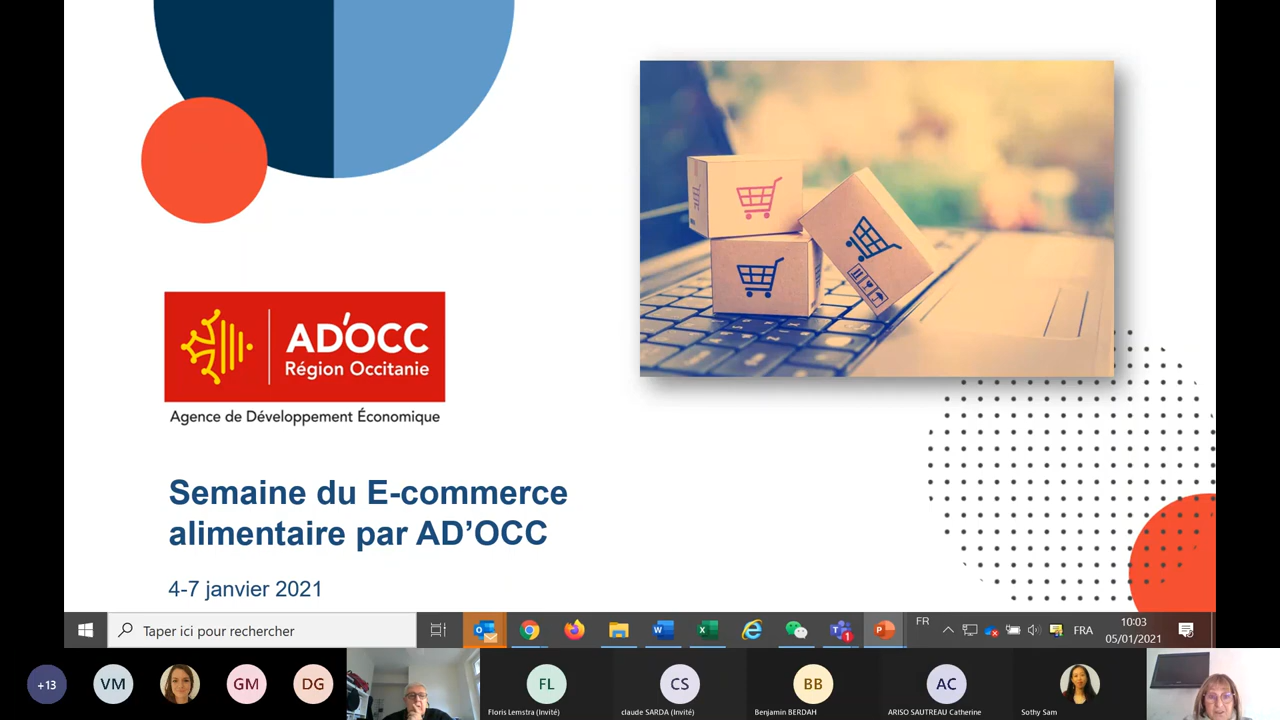 AD'OCC
Région Occitanie
Agence de Développement Économique
Semaine du E-commerce
alimentaire par AD’OCC
4-7 janvier 2021
Taper ici pour rechercher
1
FR
FRA
10:03
05/01/2021
+13
VM
GM
DG
FL
Floris Lemstra (Invité)
CS
claude SARDA (Invité)
BB
Benjamin BERDAH
AC
ARISO SAUTREAU Catherine
Sothy Sam